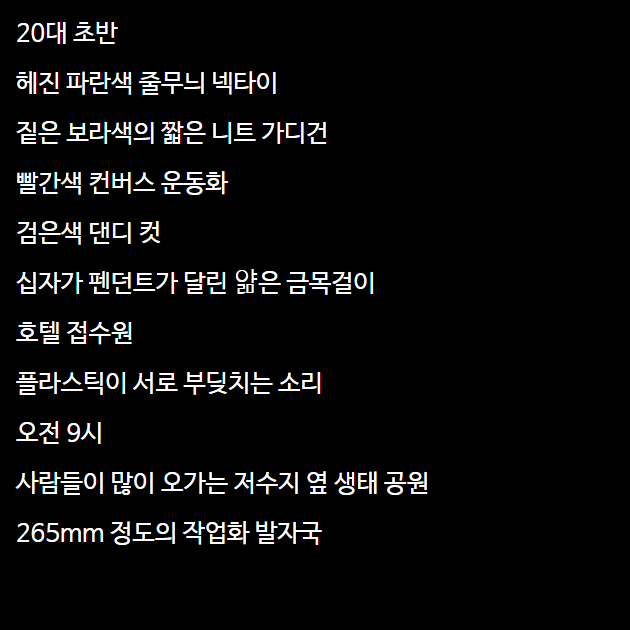 20대 초반
헤진 파란색 줄무늬 넥타이
짙은 보라색의 짧은 니트 가디건
빨간색 컨버스 운동화
검은색 댄디 컷
십자가 펜던트가 달린 얇은 금목걸이
호텔 접수원
플라스틱이 서로 부딪치는 소리
오전 9시
사람들이 많이 오가는 저수지 옆 생태 공원
265mm 정도의 작업화 발자국